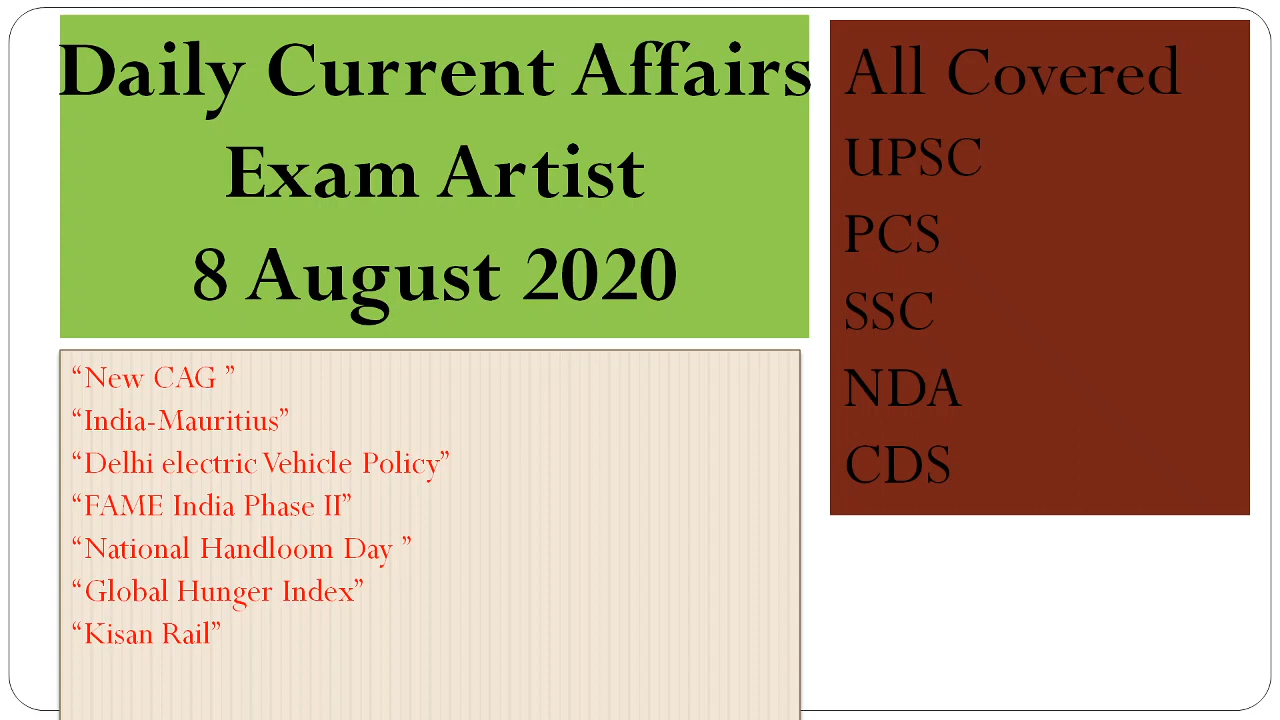 Daily Current Affairs
Exam Artist
8 August 2020
All Covered
UPSC
PCS
SSC
NDA
CDS
“New CAG ”
“India-Mauritius”
“Delhi electric Vehicle Policy”
“FAME India Phase II”
“National Handloom Day ”
“Global Hunger Index”
“Kisan Rail”